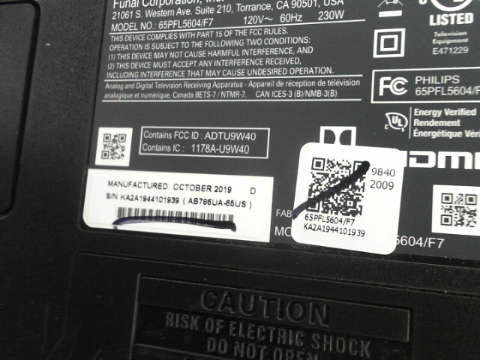 Funai Corporation, Inc.
21061 S. Western Ave. Suite 210, Torrance, CA 90501, USA
MODEL NO.: 65PFL5604/F7 120V~ 60Hz 230W
THIS DEVICE COMPLIES WITH PART 15 OF THE FCC RULES.
OPERATION IS SUBJECT TO THE FOLLOWING TWO CONDITIONS:
(1) THIS DEVICE MAY NOT CAUSE HARMFUL INTERFERENCE, AND
(2) THIS DEVICE MUST ACCEPT ANY INTERFERENCE RECEIVED,
INCLUDING INTERFERENCE THAT MAY CAUSE UNDESIRED OPERATION.
Analog and Digital Television Receiving Apparatus - Appareil de réception de télévision
analogique et numérique, Canada BETS-7 / NTMR-7. CAN ICES-3 (B)/NMB-3(B)
UL
LISTED
Television
Equipment
E471229
FC
PHILIPS
65PFL5604/F
UL
Energy Verified
Rendement
Énergétique Vérifié
HDMI
Contains FCC ID : ADTU9W40
Contains IC : 1178A-U9W40
MANUFACTURED: OCTOBER 2019 D
S/N KA2A1944101939 ( AB786UA-65US )
9840
2009
65PFL5604/F7
KA2A1944101939
FAB
MO
5604/F7
CAUTION
RISK OF ELECTRIC SHOCK
DO NOT OPEN